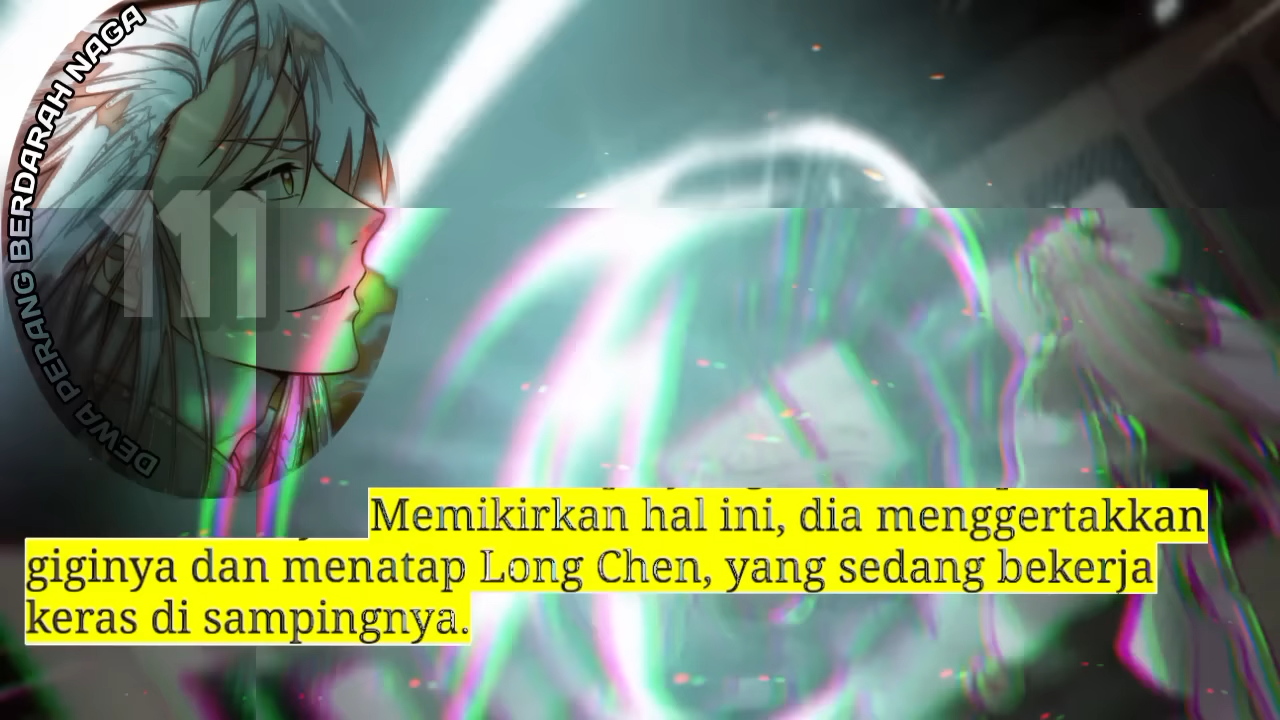 DEWA PERANG BERDARAH NAGA
111
Memikirkan hal ini, dia menggertakkan
giginya dan menatap Long Chen, yang sedang bekerja
keras di sampingnya.